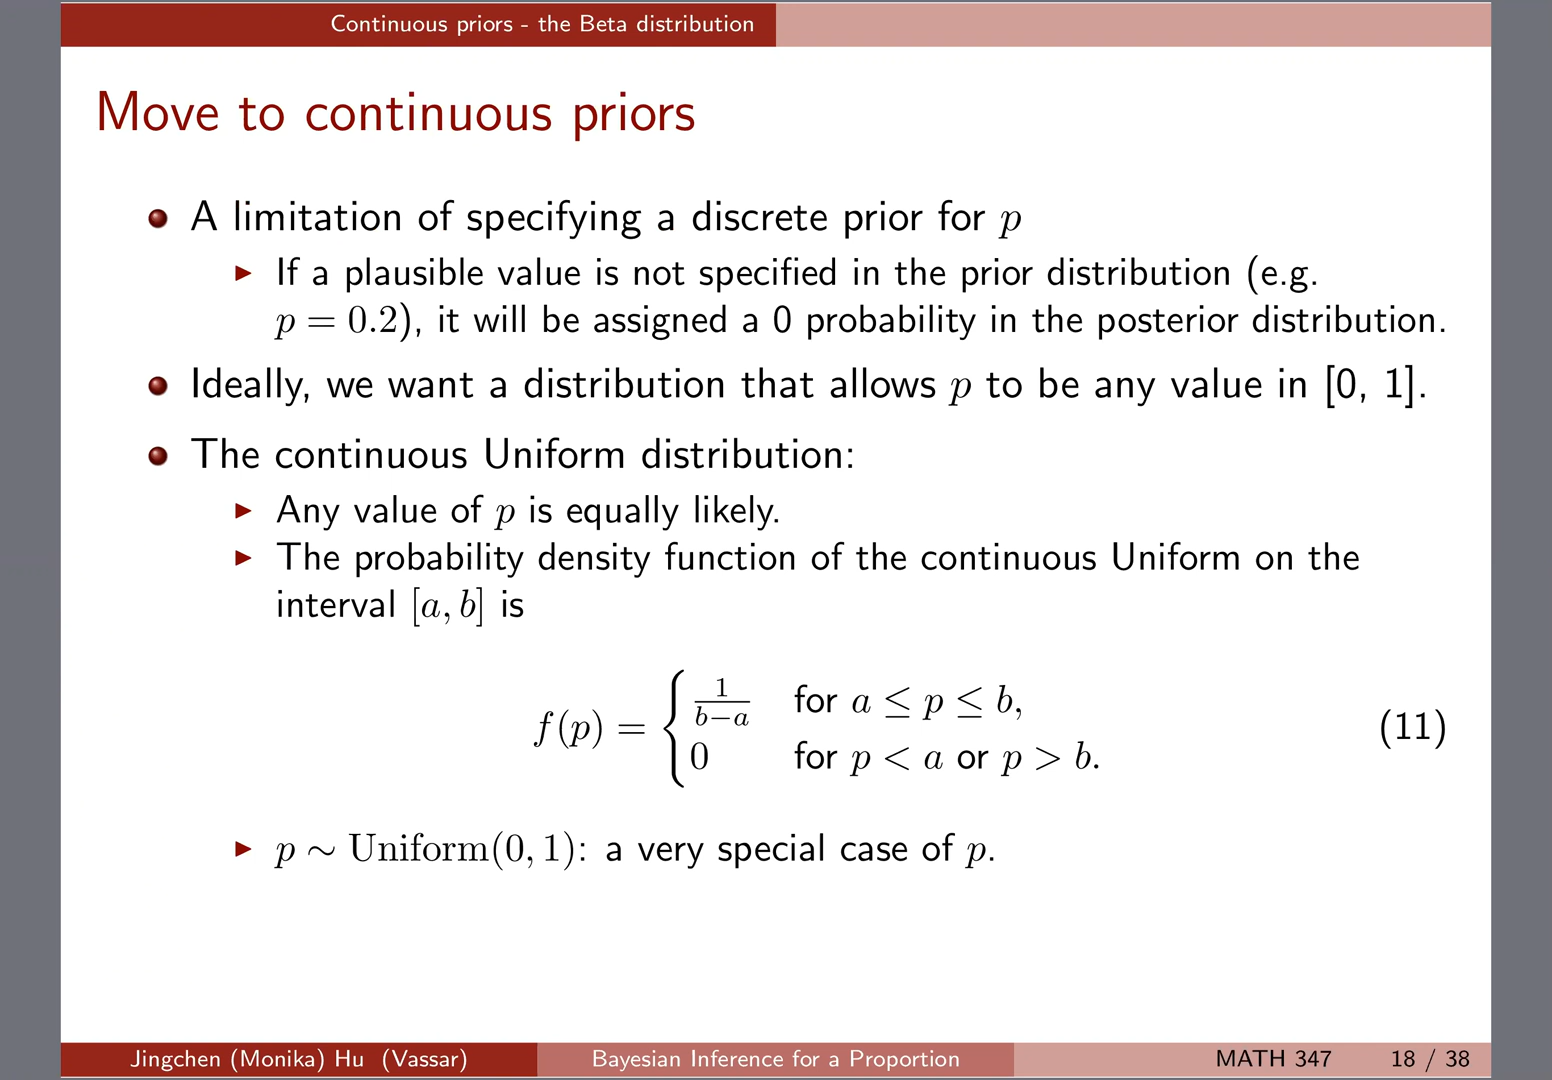 Continuous priors - the Beta distribution
Move to continuous priors
A limitation of specifying a discrete prior for p
If a plausible value is not specified in the prior distribution (e.g.
p = 0.2), it will be assigned a 0 probability in the posterior distribution.
Ideally, we want a distribution that allows p to be any value in [0, 1].
The continuous Uniform distribution:
Any value of p is equally likely.
The probability density function of the continuous Uniform on the
interval [a, b] is
f(p) = { 1/(b−a) for a ≤ p ≤ b,
0 for p < a or p > b. (11)
p ∼ Uniform(0, 1): a very special case of p.
Jingchen (Monika) Hu (Vassar) Bayesian Inference for a Proportion MATH 347 18 / 38